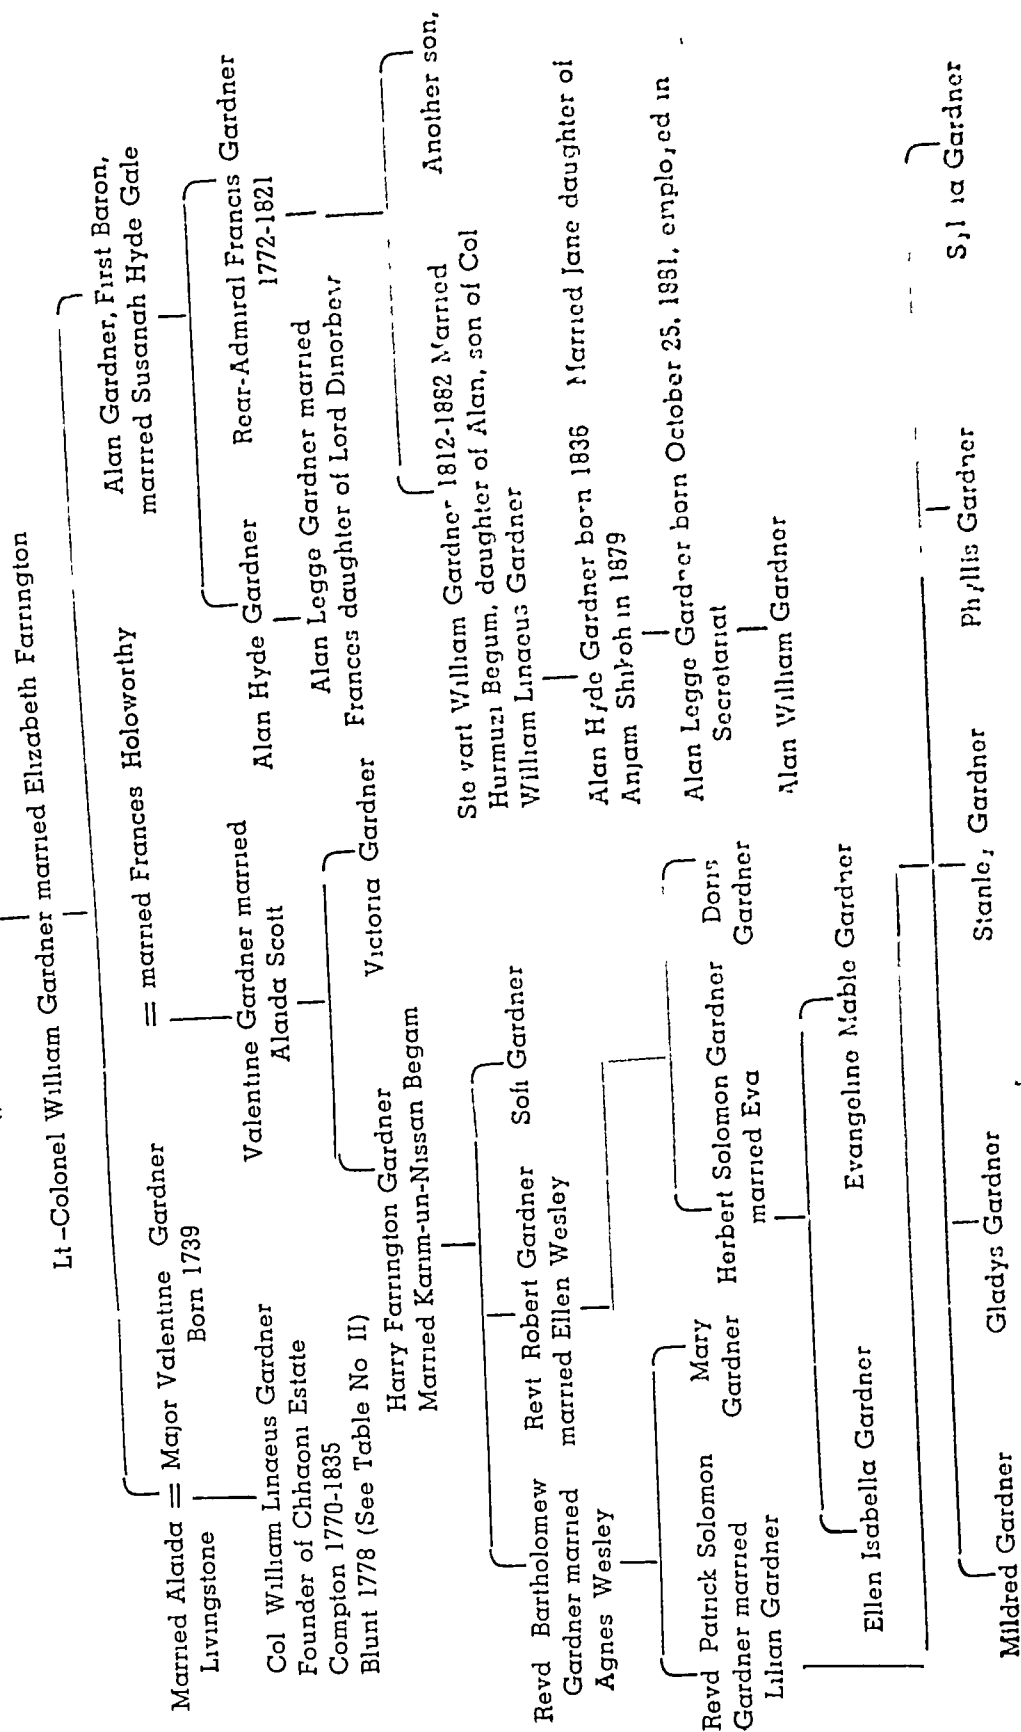 Lt-Colonel William Gardner married Elizabeth Farrington
Married Alaida = Major Valentine Gardner
Livingstone
Born 1739
= married Frances Holoworthy
Alan Gardner, First Baron,
marrred Susanah Hyde Gale
Col William Linaeus Gardner
Founder of Chhaoni Estate
Compton 1770-1835
Blunt 1778 (See Table No II)
Valentine Gardner married
Alaida Scott
Alan Hyde Gardner
Rear-Admiral Francis Gardner
1772-1821
Alan Legge Gardner married
Frances daughter of Lord Dinorbew
Harry Farrington Gardner
Married Karim-un-Nissan Begam
Victoria Gardner
Ste vart William Gardner 1812-1882 Married
Hurmuzi Begum, daughter of Alan, son of Col
William Linaeus Gardner
Another son,
Revd Bartholomew
Gardner married
Agnes Wesley
Revt Robert Gardner
married Ellen Wesley
Sofi Gardner
Alan Hyde Gardner born 1836 Married Jane daughter of
Anjam Shikoh in 1879
Revd Patrick Solomon
Gardner married
Lilian Gardner
Mary
Gardner
Herbert Solomon Gardner
married Eva
Doris
Gardner
Alan Legge Gardner born October 25, 1881, employed in
Secretariat
Alan William Gardner
Ellen Isabella Gardner
Evangoline Mable Gardner
Mildred Gardner
Gladys Gardner
Stanley Gardner
Phyllis Gardner
Gardner